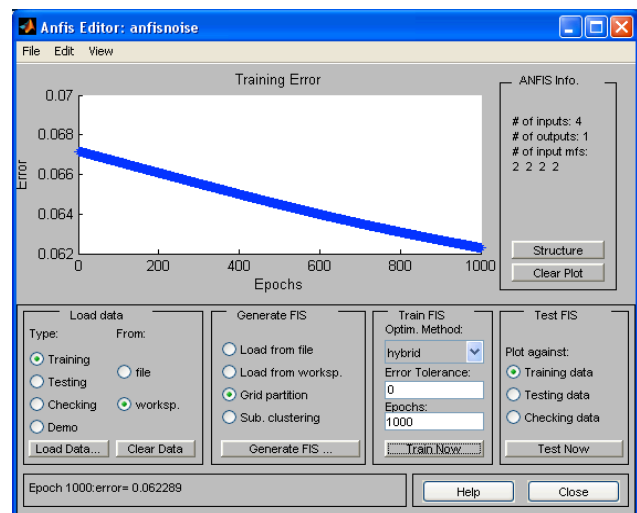 Anfis Editor: anfisnoise
File Edit View
Training Error
ANFIS Info.
0.07
0.068
0.066
0.064
0.062
Error
0 200 400 600 800 1000
Epochs
# of inputs: 4
# of outputs: 1
# of input mfs:
2 2 2 2
Structure
Clear Plot
Load data
Type: From:
Training
Testing
Checking
Demo
file
worksp.
Load Data... Clear Data
Generate FIS
Load from file
Load from worksp.
Grid partition
Sub. clustering
Generate FIS ...
Train FIS
Optim. Method:
hybrid
Error Tolerance:
0
Epochs:
1000
Train Now
Test FIS
Plot against:
Training data
Testing data
Checking data
Test Now
Epoch 1000:error= 0.062289
Help Close